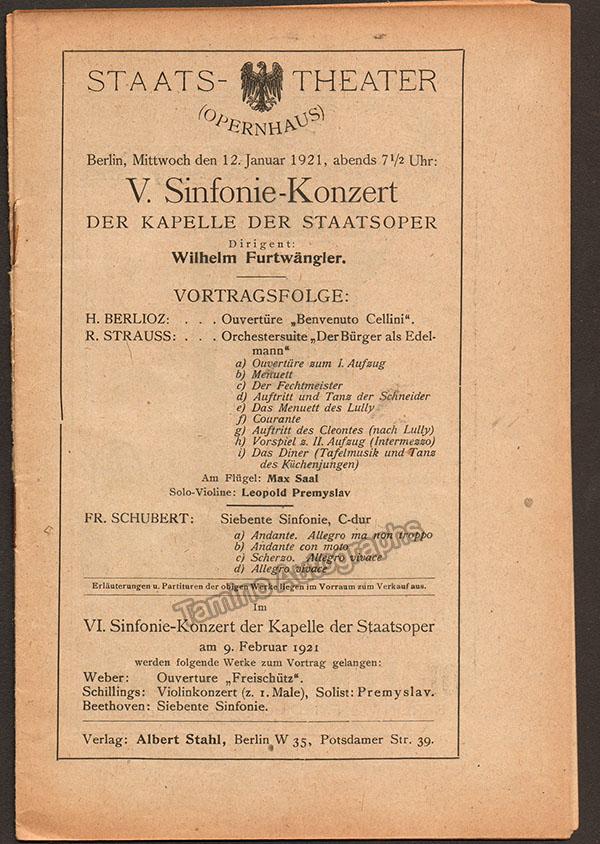 STAATS- THEATER
(OPERNHAUS)
Berlin, Mittwoch den 12. Januar 1921, abends 7 1/2 Uhr:
V. Sinfonie-Konzert
DER KAPELLE DER STAATSOPER
Dirigent:
Wilhelm Furtwängler.
VORTRAGSFOLGE:
H. BERLIOZ: . . . Ouvertüre „Benvenuto Cellini“.
R. STRAUSS: . . . Orchestersuite „Der Bürger als Edel-
mann“
a) Ouvertüre zum I. Aufzug
b) Menuett
c) Der Fechtmeister
d) Auftritt und Tanz der Schneider
e) Das Menuett des Lully
f) Courante
g) Auftritt des Cleontes (nach Lully)
h) Vorspiel z. II. Aufzug (Intermezzo)
i) Das Diner (Tafelmusik und Tanz
des Küchenjungen)
Am Flügel: Max Saal
Solo-Violine: Leopold Premyslav
FR. SCHUBERT: Siebente Sinfonie, C-dur
a) Andante. Allegro ma non troppo
b) Andante con moto
c) Scherzo. Allegro vivace
d) Allegro vivace
Tamino Autographs
Erläuterungen u. Partituren der obigen Werke liegen im Vorraum zum Verkauf aus.
Im
VI. Sinfonie-Konzert der Kapelle der Staatsoper
am 9. Februar 1921
werden folgende Werke zum Vortrag gelangen:
Weber: Ouverture „Freischütz“.
Schillings: Violinkonzert (z. 1. Male), Solist: Premyslav.
Beethoven: Siebente Sinfonie.
Verlag: Albert Stahl, Berlin W 35, Potsdamer Str. 39.